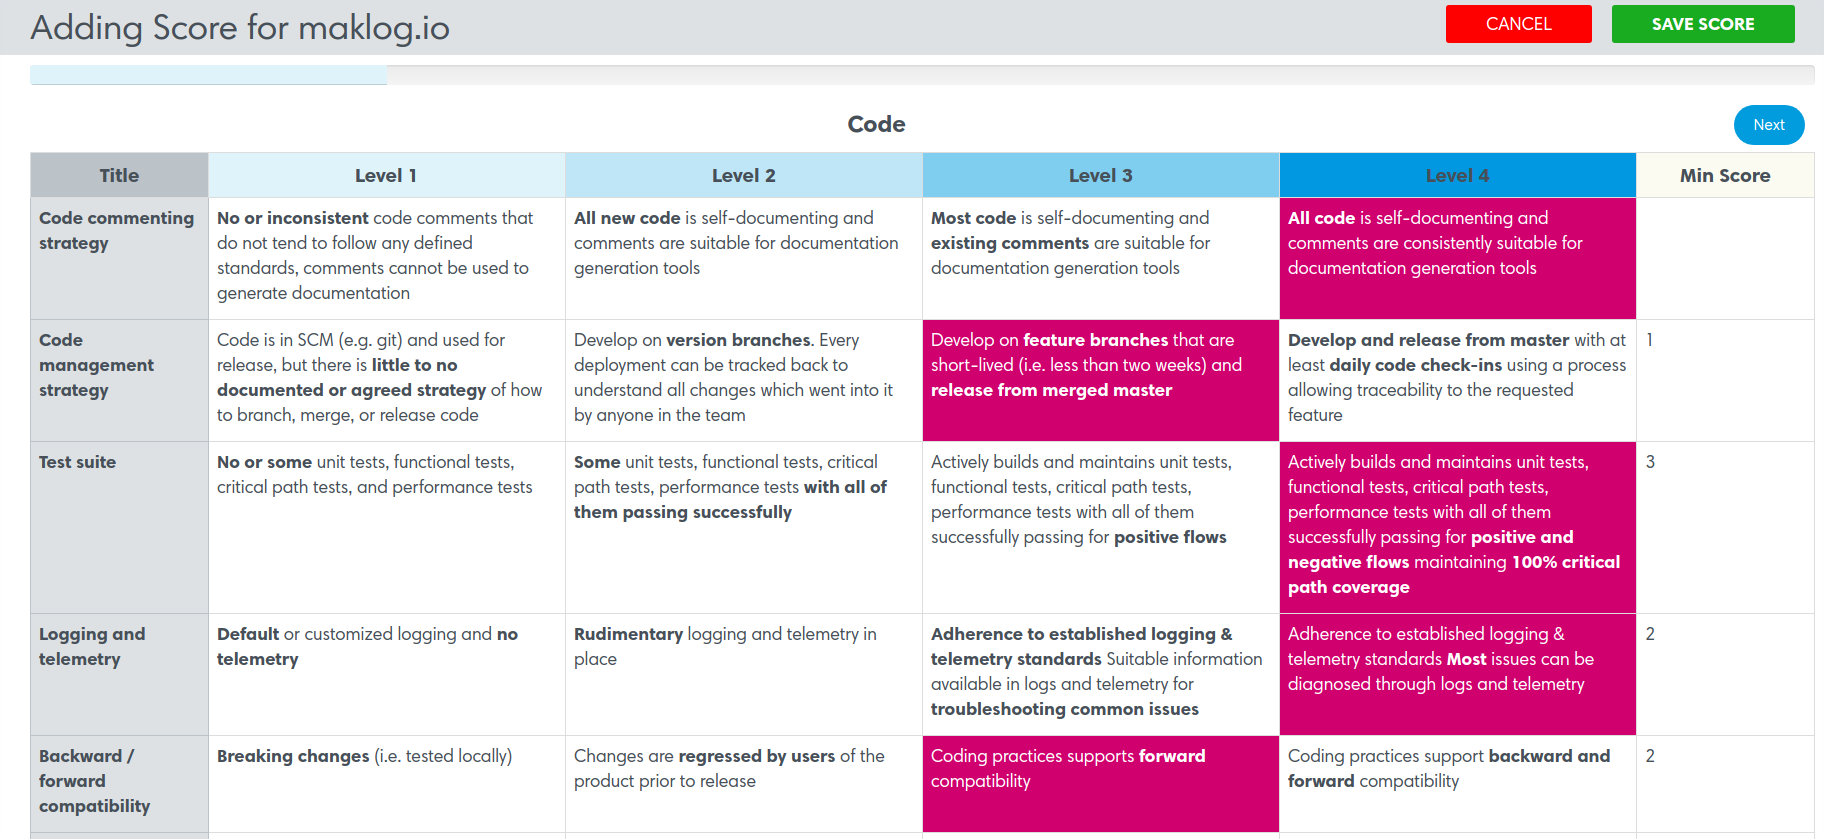 Adding Score for maklog.io
CANCEL
SAVE SCORE
Code
Next
Title
Level 1
Level 2
Level 3
Level 4
Min Score
Code commenting
strategy
No or inconsistent code comments that
do not tend to follow any defined
standards, comments cannot be used to
generate documentation
All new code is self-documenting and
comments are suitable for documentation
generation tools
Most code is self-documenting and
existing comments are suitable for
documentation generation tools
All code is self-documenting and
comments are consistently suitable for
documentation generation tools
Code
management
strategy
Code is in SCM (e.g. git) and used for
release, but there is little to no
documented or agreed strategy of how
to branch, merge, or release code
Develop on version branches. Every
deployment can be tracked back to
understand all changes which went into it
by anyone in the team
Develop on feature branches that are
short-lived (i.e. less than two weeks) and
release from merged master
Develop and release from master with at
least daily code check-ins using a process
allowing traceability to the requested
feature
1
Test suite
No or some unit tests, functional tests,
critical path tests, and performance tests
Some unit tests, functional tests, critical
path tests, performance tests with all of
them passing successfully
Actively builds and maintains unit tests,
functional tests, critical path tests,
performance tests with all of them
successfully passing for positive flows
Actively builds and maintains unit tests,
functional tests, critical path tests,
performance tests with all of them
successfully passing for positive and
negative flows maintaining 100% critical
path coverage
3
Logging and
telemetry
Default or customized logging and no
telemetry
Rudimentary logging and telemetry in
place
Adherence to established logging &
telemetry standards Suitable information
available in logs and telemetry for
troubleshooting common issues
Adherence to established logging &
telemetry standards Most issues can be
diagnosed through logs and telemetry
2
Backward /
forward
compatibility
Breaking changes (i.e. tested locally)
Changes are regressed by users of the
product prior to release
Coding practices supports forward
compatibility
Coding practices support backward and
forward compatibility
2